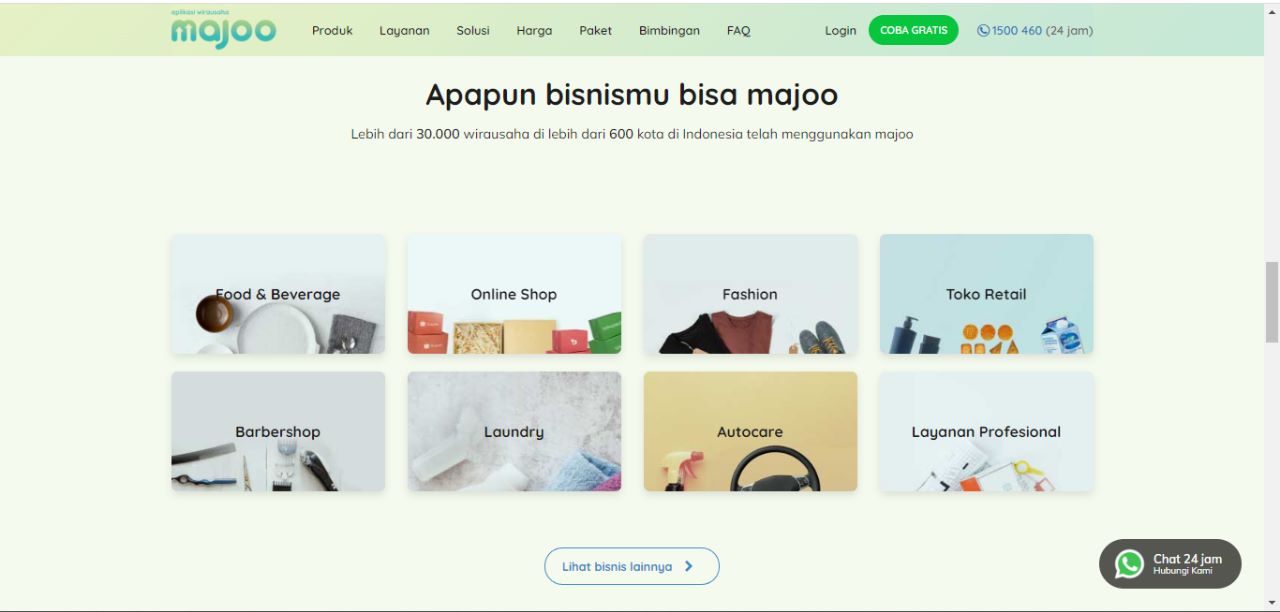 aplikasi wirausaha
majoo
Produk Layanan Solusi Harga Paket Bimbingan FAQ Login COBA GRATIS 1500 460 (24 jam)
Apapun bisnismu bisa majoo
Lebih dari 30.000 wirausaha di lebih dari 600 kota di Indonesia telah menggunakan majoo
Food & Beverage Online Shop Fashion Toko Retail
Barbershop Laundry Autocare Layanan Profesional
Lihat bisnis lainnya
Chat 24 jam
Hubungi Kami